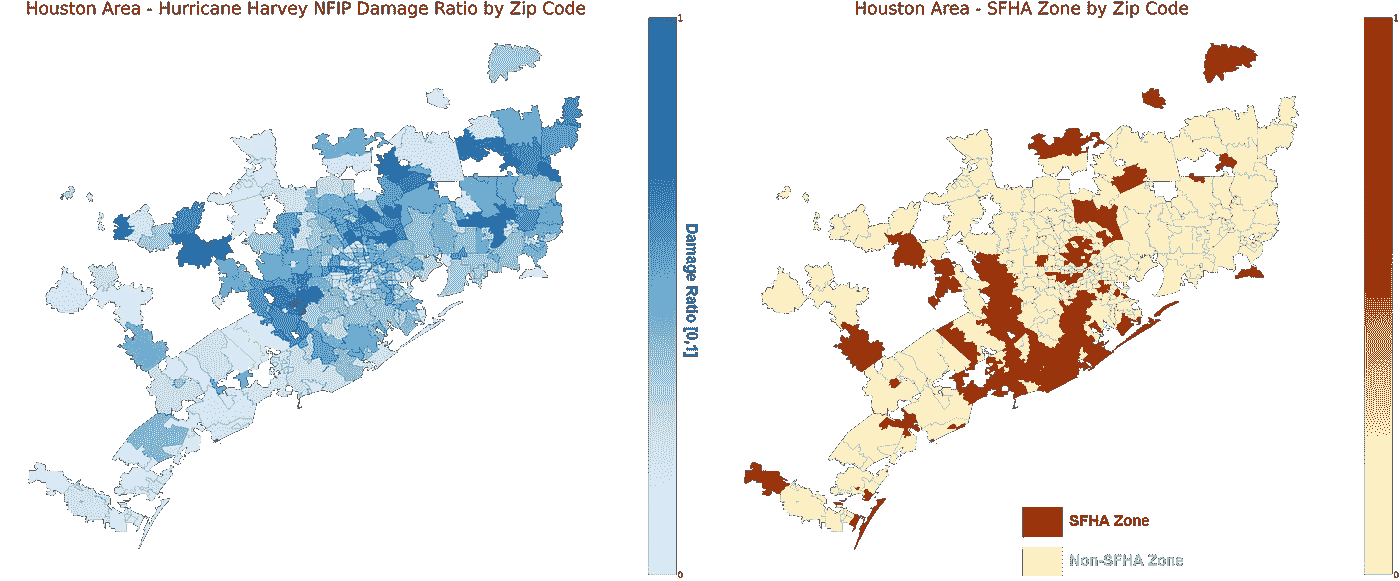 Houston Area - Hurricane Harvey NFIP Damage Ratio by Zip Code
1
Damage Ratio [0,1]
0
Houston Area - SFHA Zone by Zip Code
1
SFHA Zone
Non-SFHA Zone
0